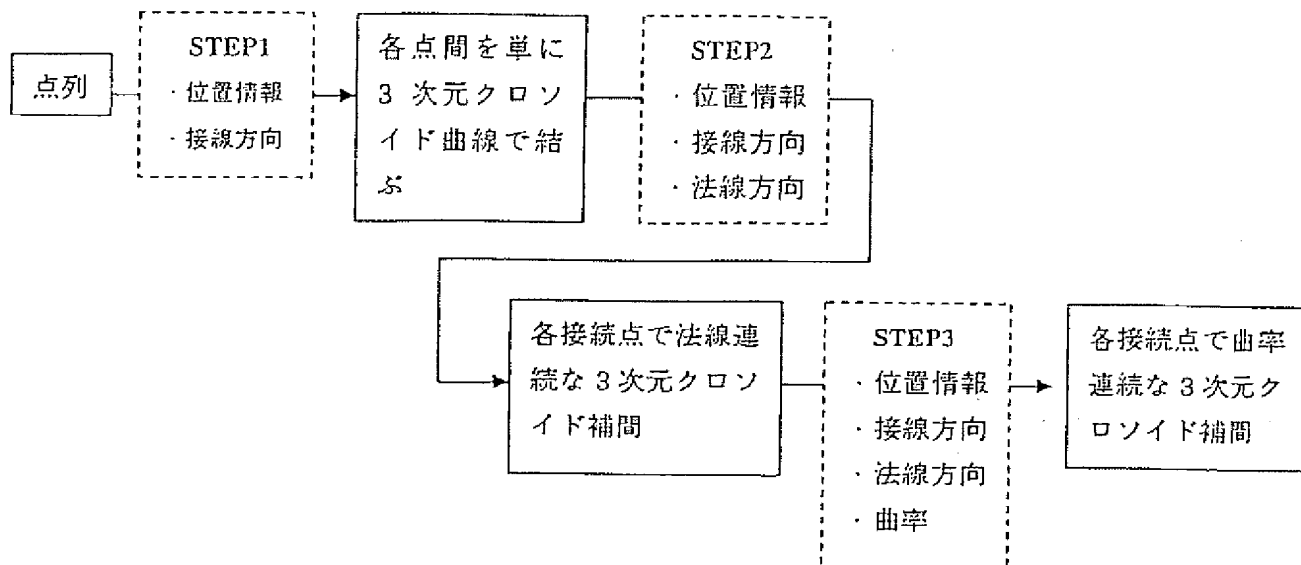 点列
STEP1
・位置情報
・接線方向
各点間を単に
3 次元クロソ
イド曲線で結
ぶ
STEP2
・位置情報
・接線方向
・法線方向
各接続点で法線連
続な 3 次元クロソ
イド補間
STEP3
・位置情報
・接線方向
・法線方向
・曲率
各接続点で曲率
連続な 3 次元ク
ロソイド補間